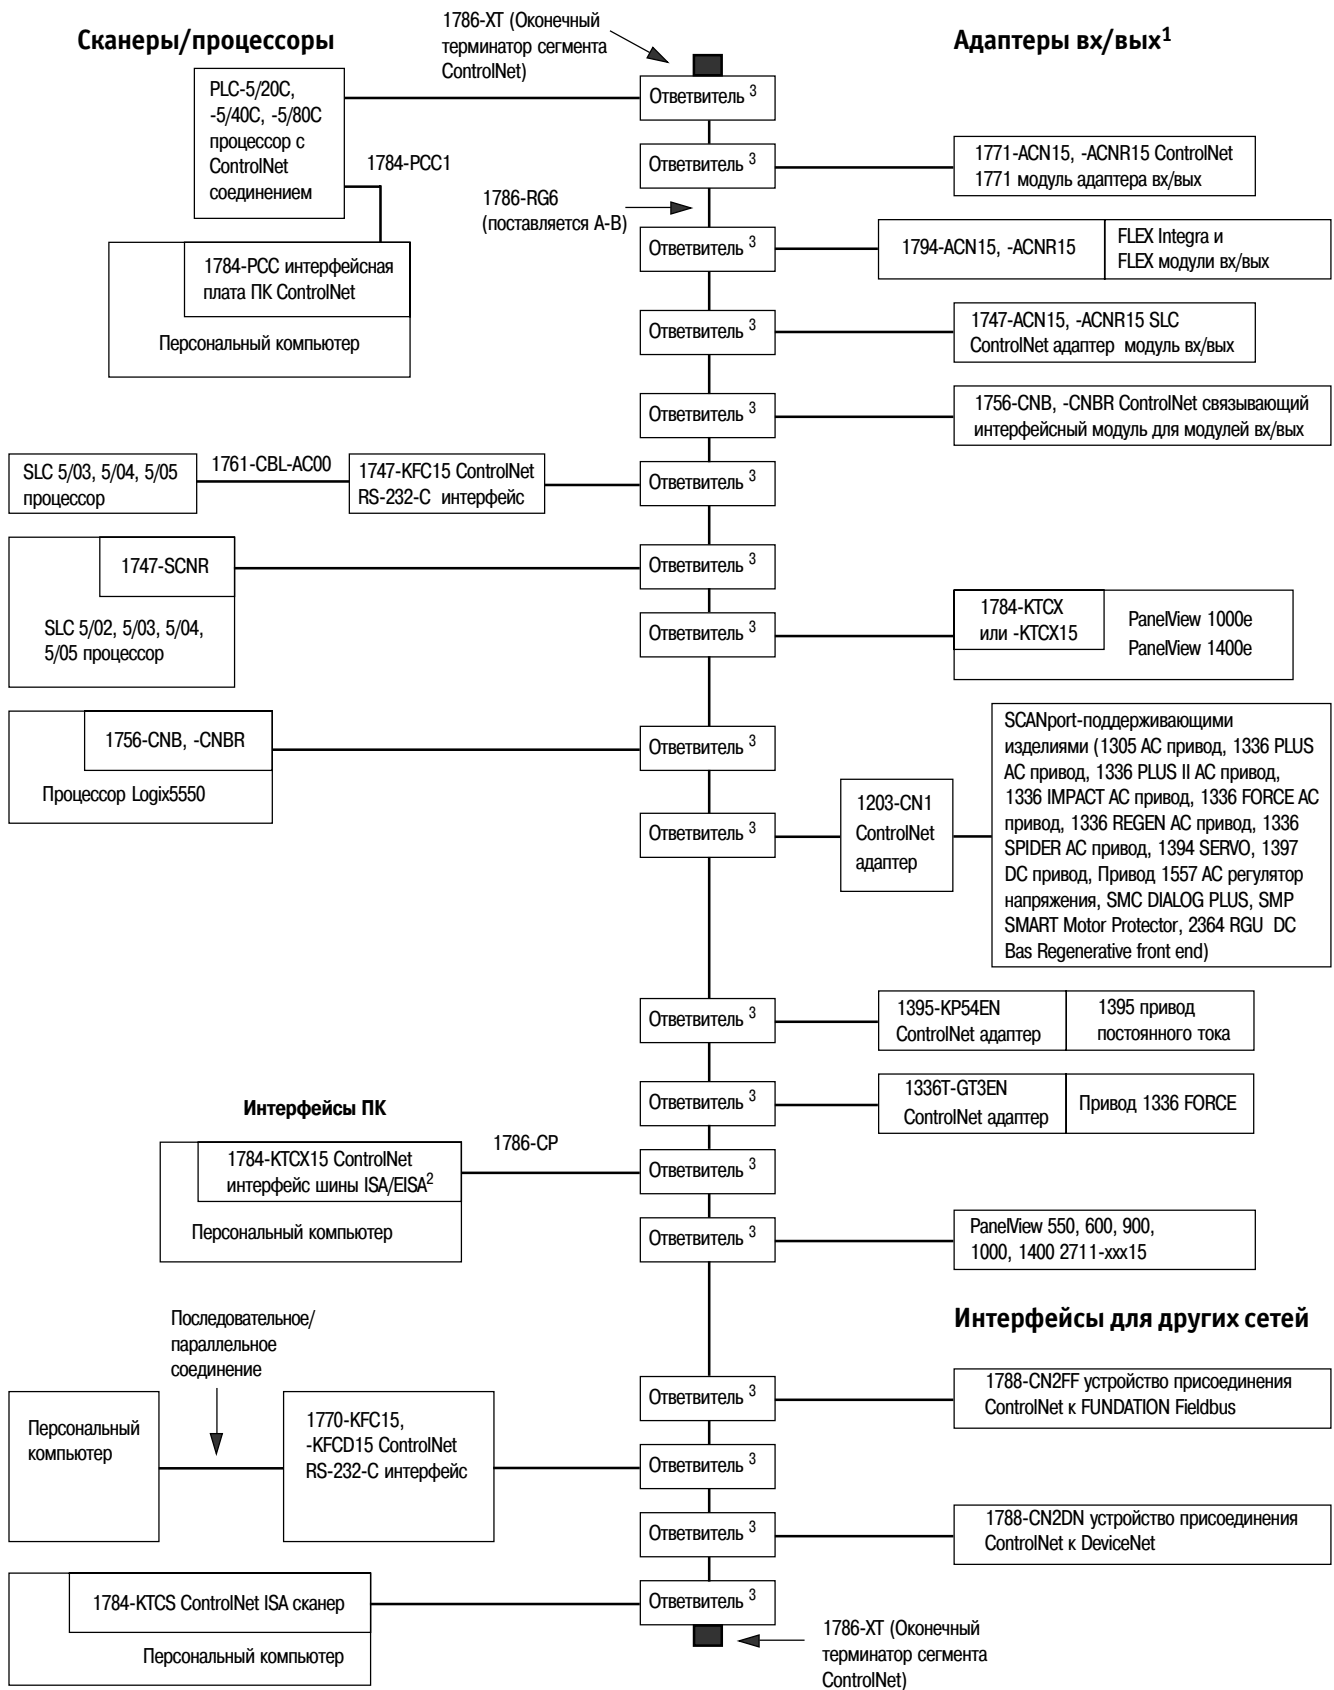 1786-XT (Оконечный
терминатор сегмента
ControlNet)
Сканеры/процессоры
Адаптеры вх/вых1
PLC-5/20C,
-5/40C, -5/80C
процессор с
ControlNet
соединением
1784-PCC1
1784-PCC интерфейсная
плата ПК ControlNet
Персональный компьютер
Ответвитель 3
Ответвитель 3
1771-ACN15, -ACNR15 ControlNet
1771 модуль адаптера вх/вых
1786-RG6
(поставляется A-B)
Ответвитель 3
1794-ACN15, -ACNR15
FLEX Integra и
FLEX модули вх/вых
Ответвитель 3
1747-ACN15, -ACNR15 SLC
ControlNet адаптер модуль вх/вых
Ответвитель 3
1756-CNB, -CNBR ControlNet связывающий
интерфейсный модуль для модулей вх/вых
SLC 5/03, 5/04, 5/05
процессор
1761-CBL-AC00
1747-KFC15 ControlNet
RS-232-C интерфейс
Ответвитель 3
1747-SCNR
SLC 5/02, 5/03, 5/04,
5/05 процессор
Ответвитель 3
Ответвитель 3
1784-KTCX
или -KTCX15
PanelView 1000e
PanelView 1400e
1756-CNB, -CNBR
Процессор Logix5550
Ответвитель 3
Ответвитель 3
1203-CN1
ControlNet
адаптер
SCANport-поддерживающими
изделиями (1305 AC привод, 1336 PLUS
AC привод, 1336 PLUS II AC привод,
1336 IMPACT AC привод, 1336 FORCE AC
привод, 1336 REGEN AC привод, 1336
SPIDER AC привод, 1394 SERVO, 1397
DC привод, Привод 1557 AC регулятор
напряжения, SMC DIALOG PLUS, SMP
SMART Motor Protector, 2364 RGU DC
Bas Regenerative front end)
Ответвитель 3
1395-KP54EN
ControlNet адаптер
1395 привод
постоянного тока
Ответвитель 3
1336T-GT3EN
ControlNet адаптер
Привод 1336 FORCE
Интерфейсы ПК
1784-KTCX15 ControlNet
интерфейс шины ISA/EISA2
Персональный компьютер
1786-CP
Ответвитель 3
Ответвитель 3
PanelView 550, 600, 900,
1000, 1400 2711-xxx15
Интерфейсы для других сетей
Последовательное/
параллельное
соединение
Ответвитель 3
1788-CN2FF устройство присоединения
ControlNet к FUNDATION Fieldbus
Персональный
компьютер
1770-KFC15,
-KFCD15 ControlNet
RS-232-C интерфейс
Ответвитель 3
Ответвитель 3
1788-CN2DN устройство присоединения
ControlNet к DeviceNet
1784-KTCS ControlNet ISA сканер
Персональный компьютер
Ответвитель 3
1786-XT (Оконечный
терминатор сегмента
ControlNet)